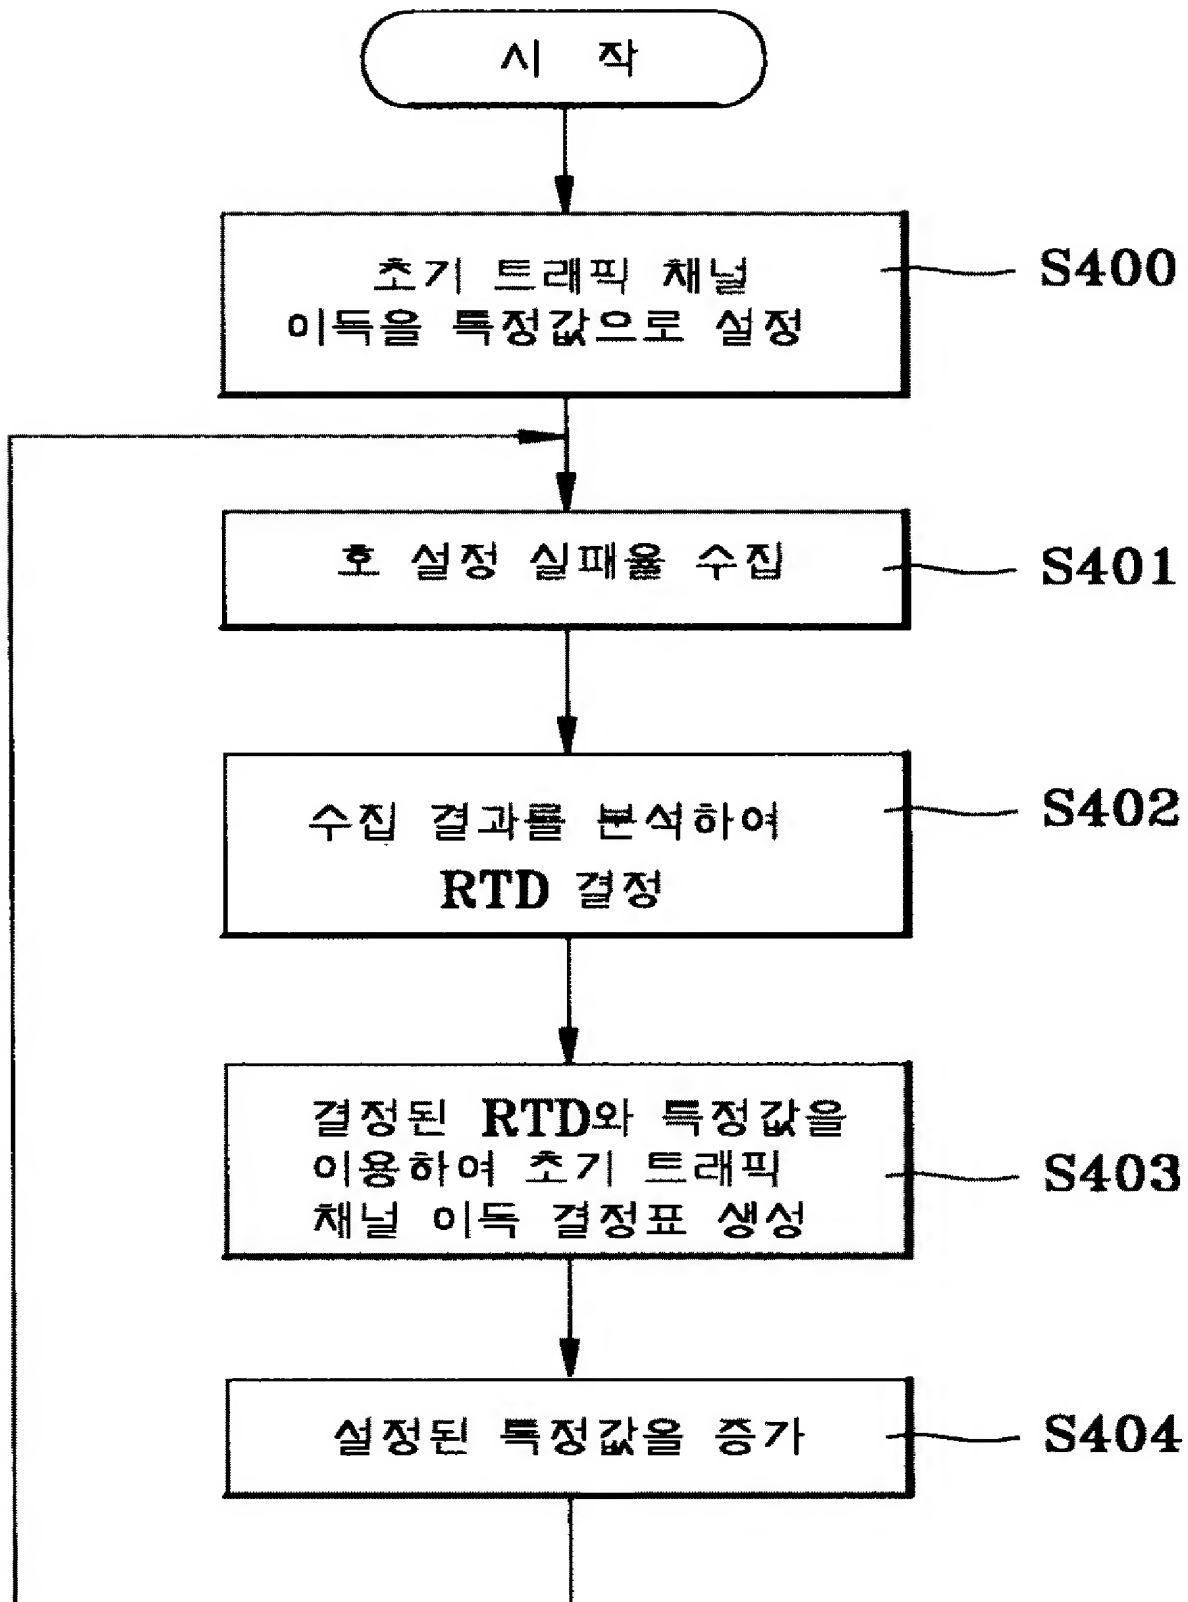 시 작
초기 트래픽 채널
이득을 특정값으로 설정
S400
호 설정 실패율 수집
S401
수집 결과를 분석하여
RTD 결정
S402
결정된 RTD와 특정값을
이용하여 초기 트래픽
채널 이득 결정표 생성
S403
설정된 특정값을 증가
S404